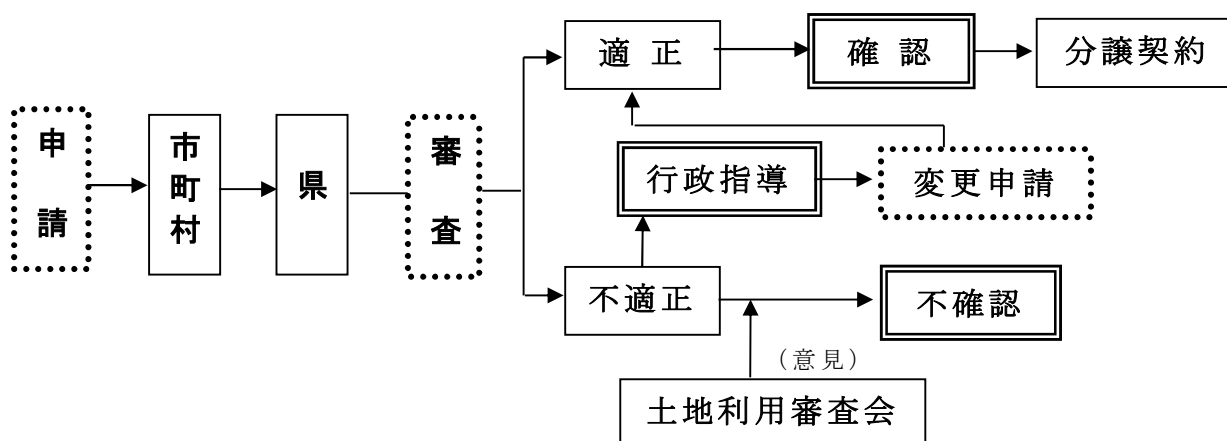 申請
市町村
県
審査
適正
確認
分譲契約
行政指導
変更申請
不適正
不確認
（意見）
土地利用審査会